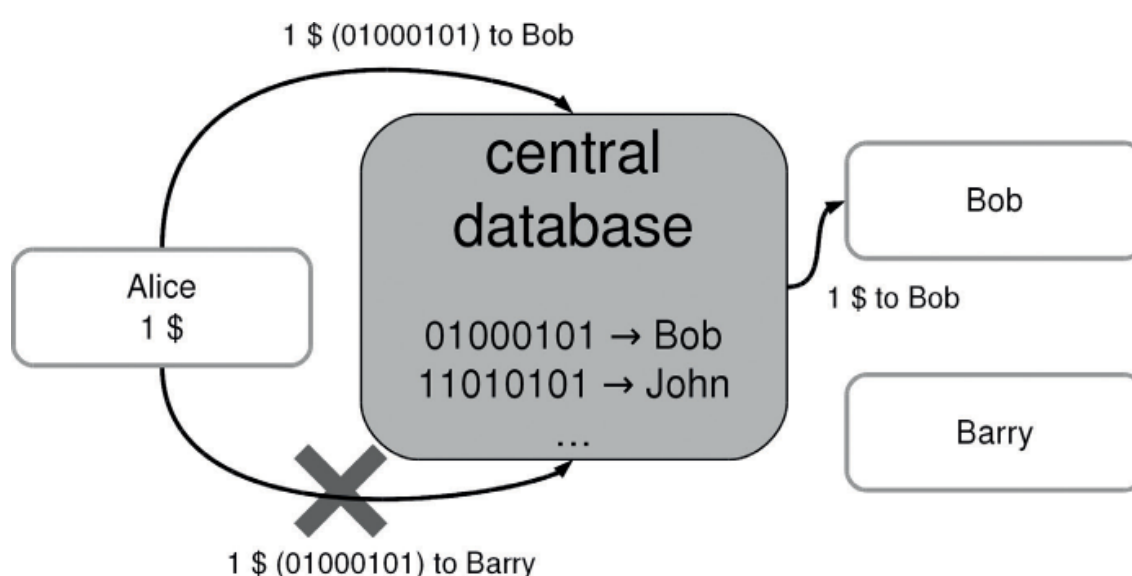 1 $ (01000101) to Bob
central
database
Alice
1 $
01000101 → Bob
11010101 → John
...
Bob
1 $ to Bob
Barry
1 $ (01000101) to Barry